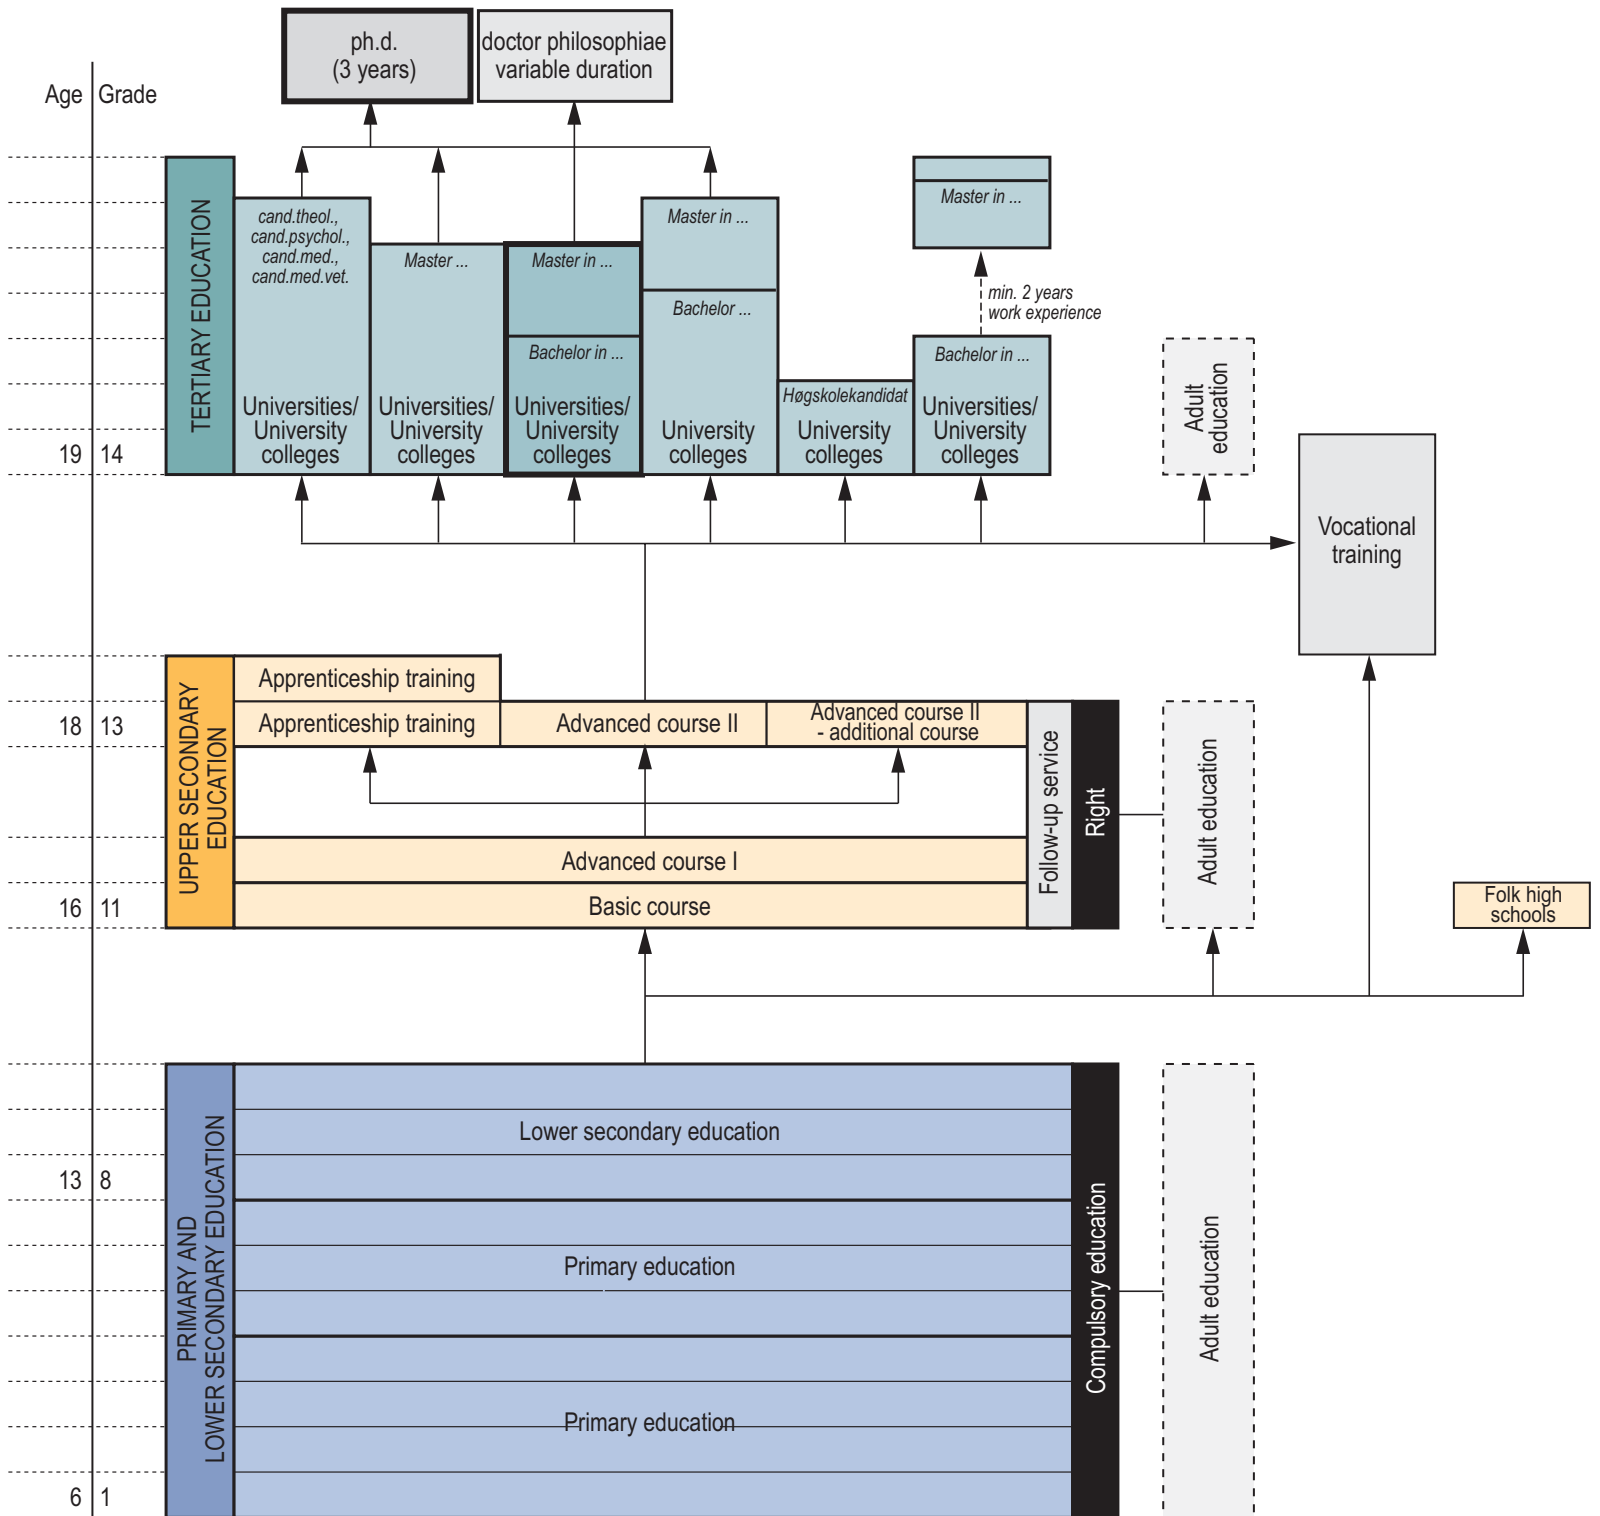 ph.d.
(3 years)
doctor philosophiae
variable duration
Age
Grade
TERTIARY EDUCATION
cand.theol.,
cand.psychol.,
cand.med.,
cand.med.vet.
Universities/
University
colleges
Master ...
Universities/
University
colleges
Master in ...
Bachelor in ...
Universities/
University
colleges
Master in ...
Bachelor ...
University
colleges
Høgskolekandidat
University
colleges
Master in ...
min. 2 years
work experience
Bachelor in ...
Universities/
University
colleges
Adult
education
19
14
Vocational
training
UPPER SECONDARY
EDUCATION
Apprenticeship training
18
13
Apprenticeship training
Advanced course II
Advanced course II
- additional course
Advanced course I
16
11
Basic course
Follow-up service
Right
Adult education
Folk high
schools
PRIMARY AND
LOWER SECONDARY EDUCATION
Lower secondary education
13
8
Primary education
Primary education
6
1
Compulsory education
Adult education